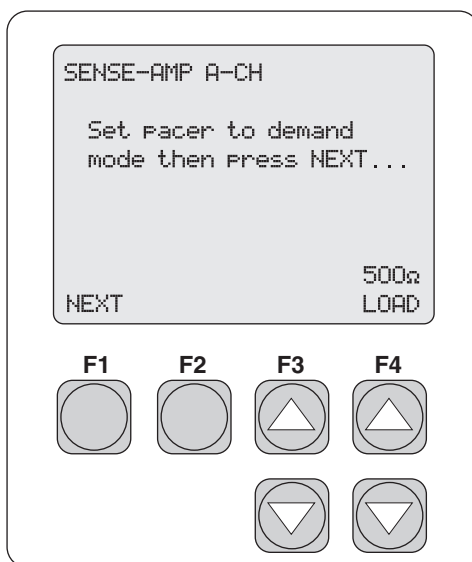 SENSE-AMP A-CH
Set pacer to demand
mode then press NEXT...
500Ω
NEXT LOAD
F1 F2 F3 F4